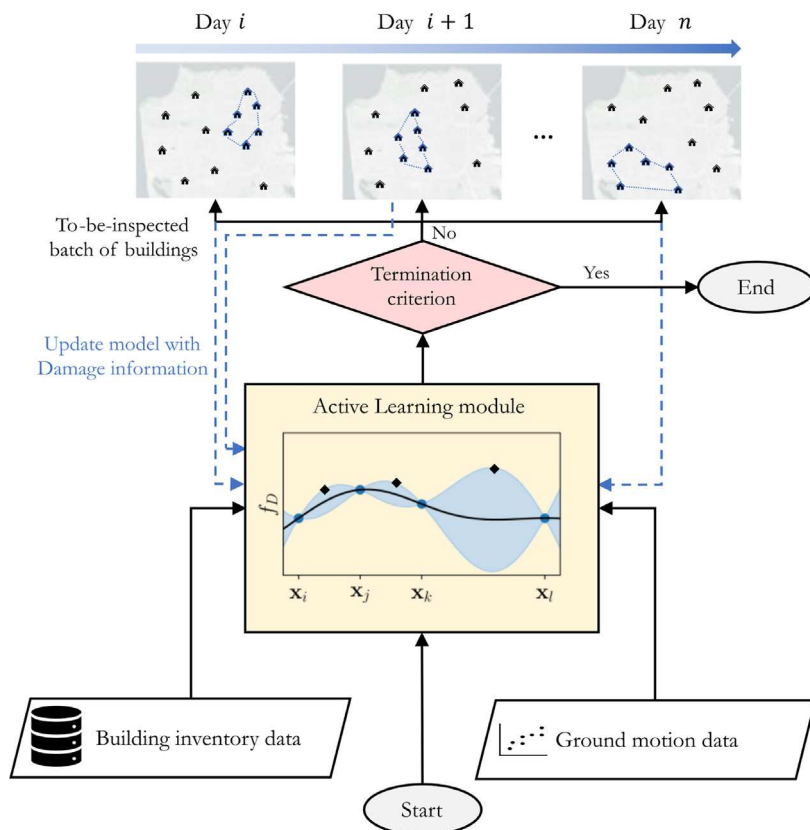 Day i
Day i + 1
Day n
...
To-be-inspected
batch of buildings
No
Termination
criterion
Yes
End
Update model with
Damage information
Active Learning module
f_D
x_i
x_j
x_k
x_l
Building inventory data
Ground motion data
Start